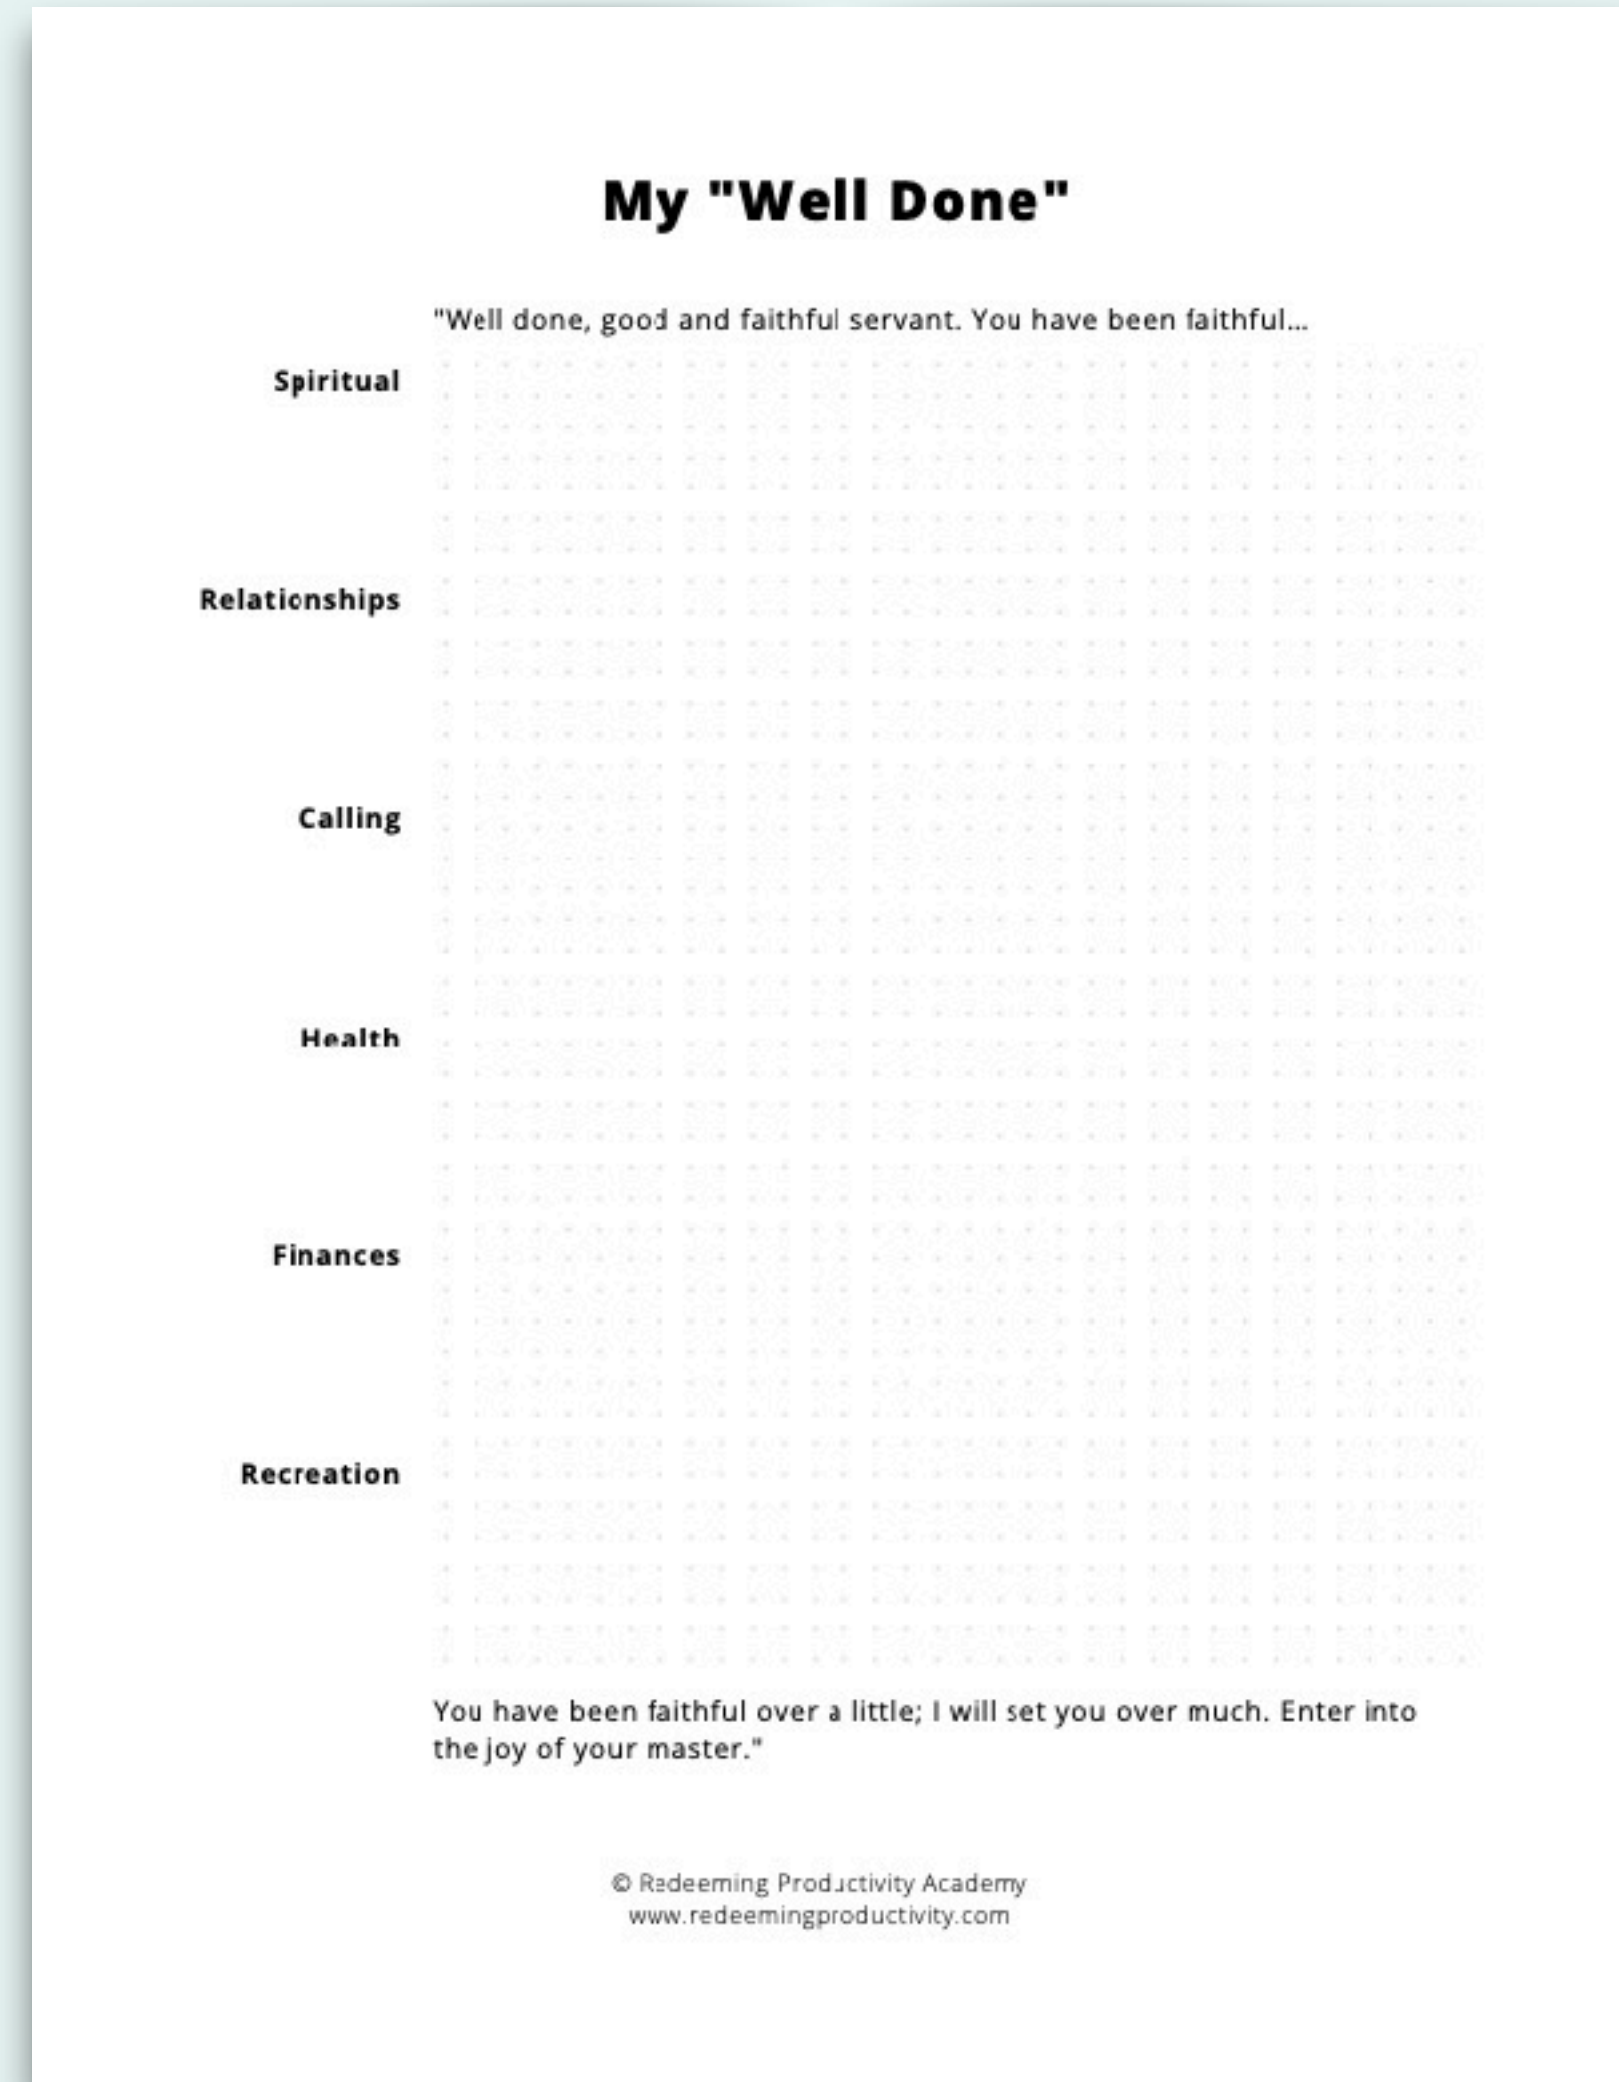 My "Well Done"
"Well done, good and faithful servant. You have been faithful...
Spiritual
Relationships
Calling
Health
Finances
Recreation
You have been faithful over a little; I will set you over much. Enter into
the joy of your master."
© Redeeming Productivity Academy
www.redeemingproductivity.com